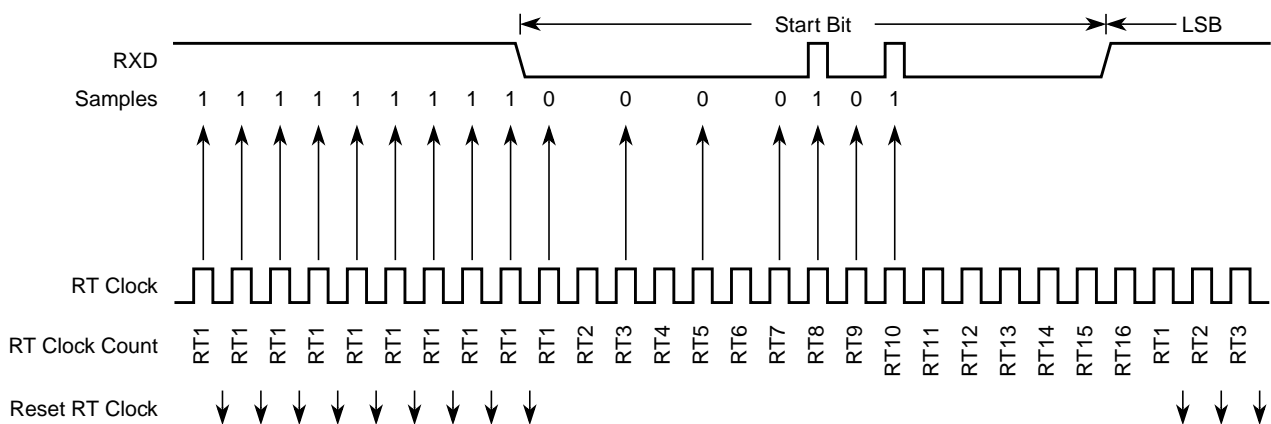 Start Bit LSB
RXD
Samples 1 1 1 1 1 1 1 1 1 0 0 0 0 1 0 1
RT Clock
RT Clock Count RT1 RT1 RT1 RT1 RT1 RT1 RT1 RT1 RT1 RT1 RT2 RT3 RT4 RT5 RT6 RT7 RT8 RT9 RT10 RT11 RT12 RT13 RT14 RT15 RT16 RT1 RT2 RT3
Reset RT Clock